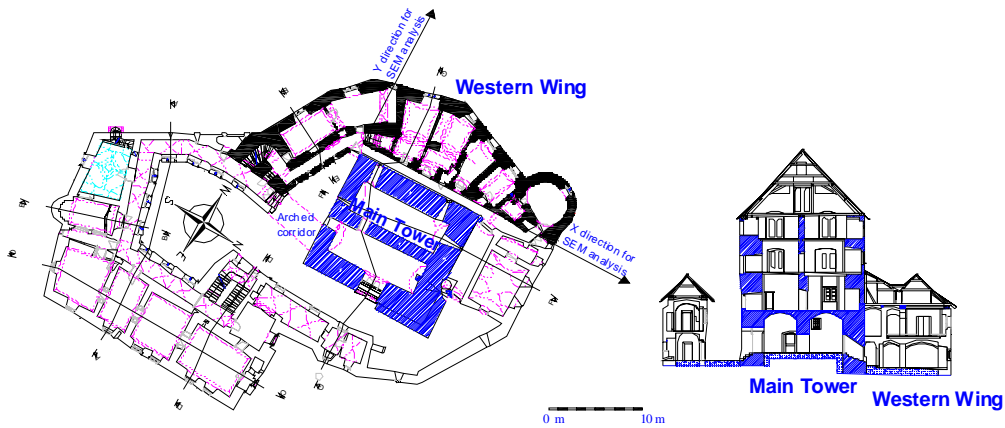 Y direction for
SEM analysis
Western Wing
Main Tower
Arched
corridor
X direction for
SEM analysis
N
S
E
0 m
10 m
Main Tower
Western Wing